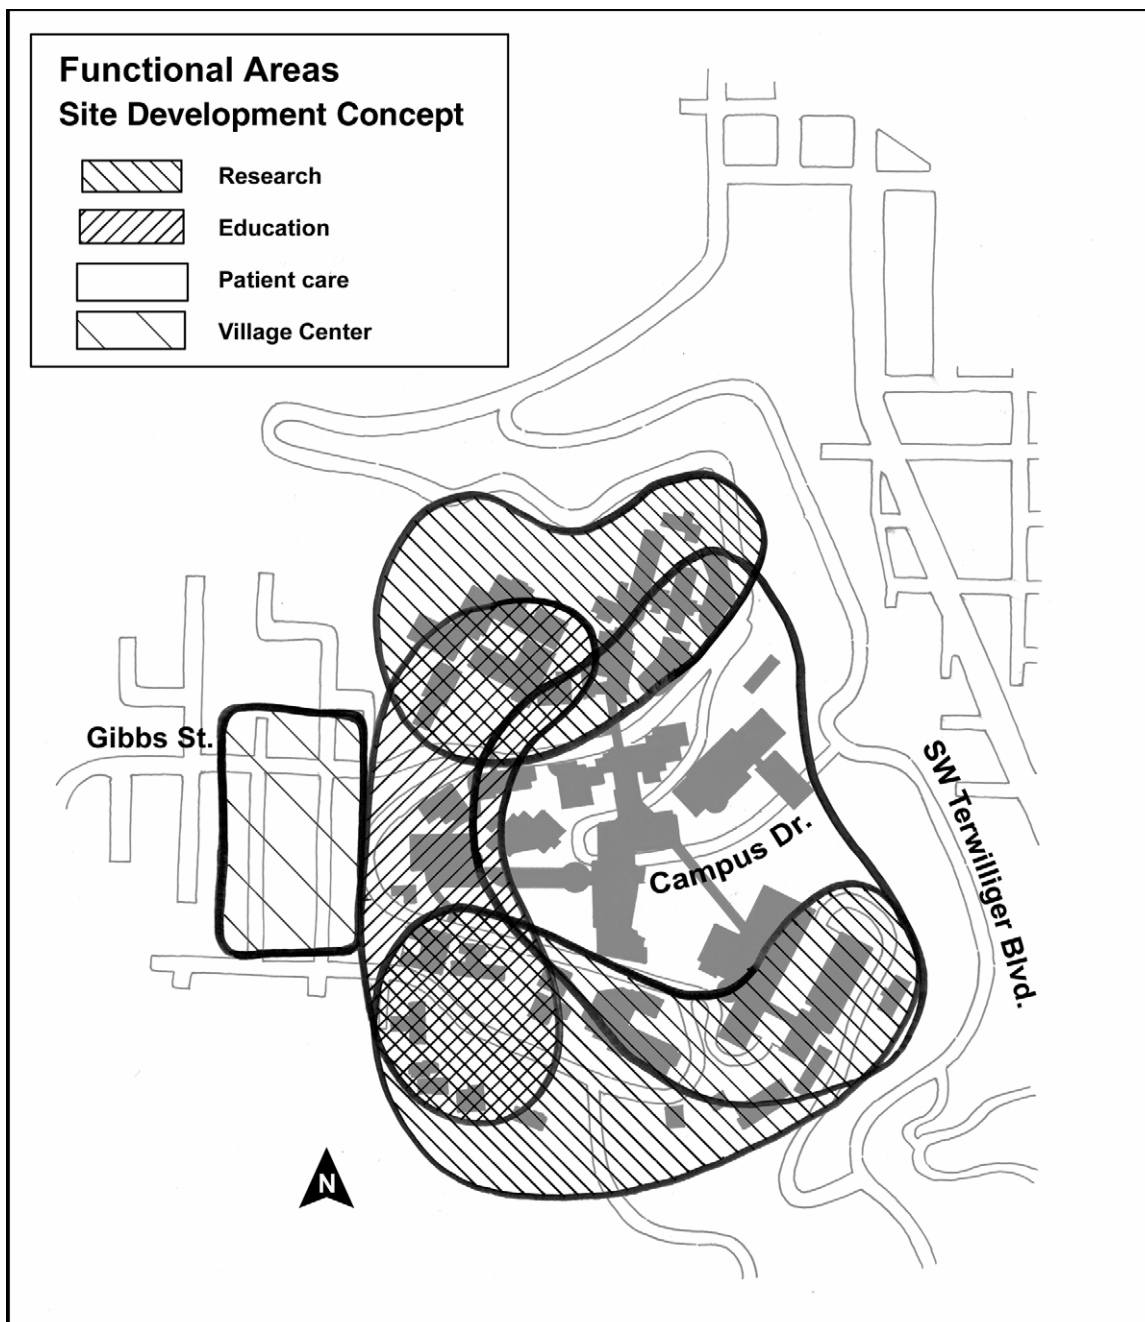 Functional Areas
Site Development Concept
Research
Education
Patient care
Village Center
Gibbs St.
Campus Dr.
SW Terwilliger Blvd.
N